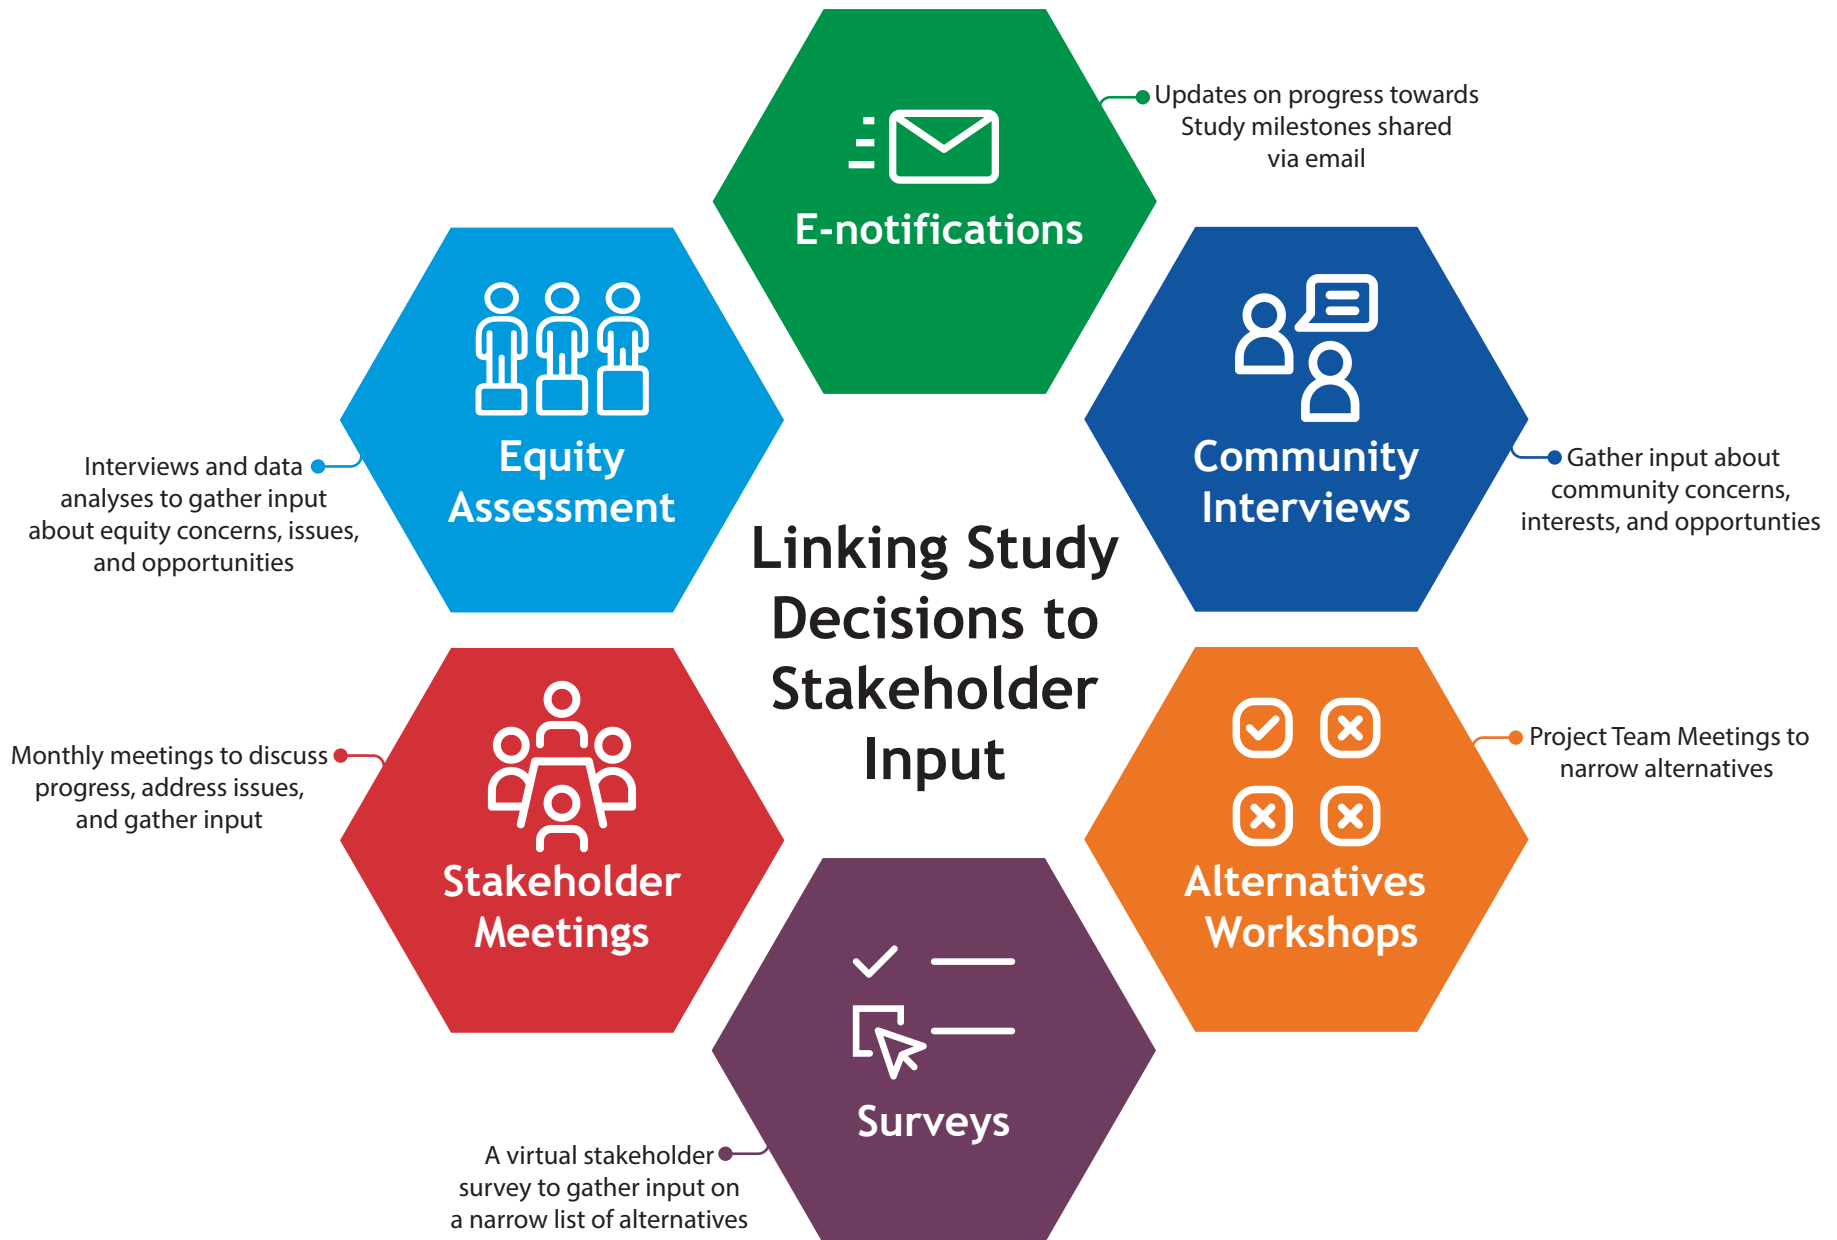 E-notifications
Updates on progress towards
Study milestones shared
via email
Equity
Assessment
Interviews and data
analyses to gather input
about equity concerns, issues,
and opportunities
Community
Interviews
Gather input about
community concerns,
interests, and opportunties
Linking Study
Decisions to
Stakeholder
Input
Stakeholder
Meetings
Monthly meetings to discuss
progress, address issues,
and gather input
Alternatives
Workshops
Project Team Meetings to
narrow alternatives
Surveys
A virtual stakeholder
survey to gather input on
a narrow list of alternatives